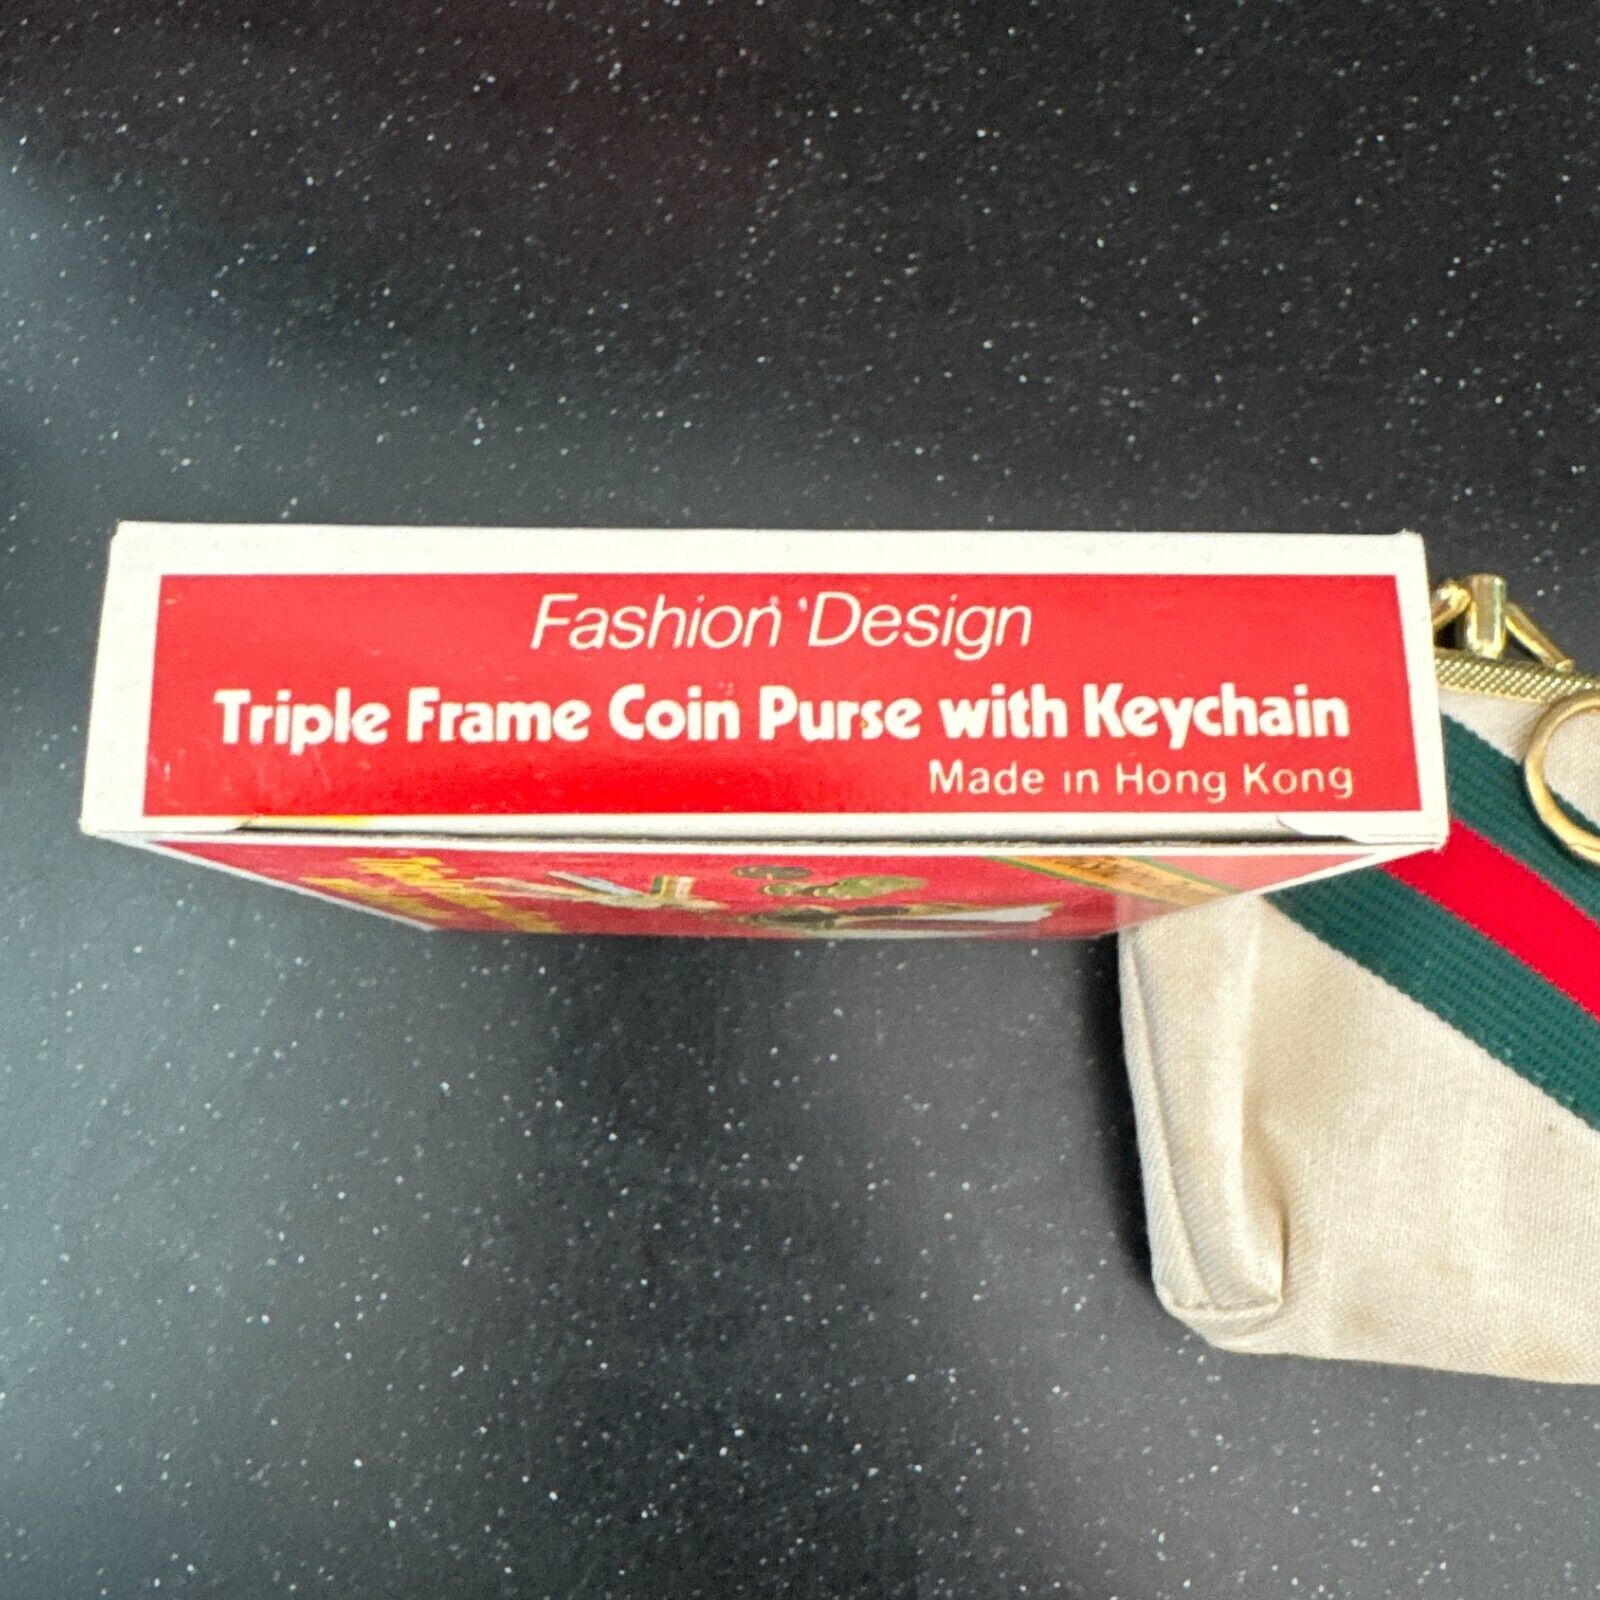 Fashion Design
Triple Frame Coin Purse with Keychain
Made in Hong Kong